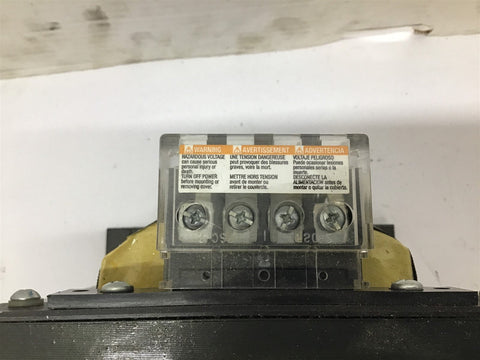 WARNING
HAZARDOUS VOLTAGE
can cause serious
personal injury or
death.
TURN OFF POWER
before mounting or
removing cover.
AVERTISSEMENT
UNE TENSION DANGEREUSE
peut provoquer des blessures
graves, voire la mort.
METTRE HORS TENSION
avant de monter ou
retirer le couvercle.
ADVERTENCIA
VOLTAJE PELIGROSO
Puede ocasionar lesiones
personales serias o la
muerte.
DESCONECTE LA
ALIMENTACION antes de
montar o quitar la cubierta.